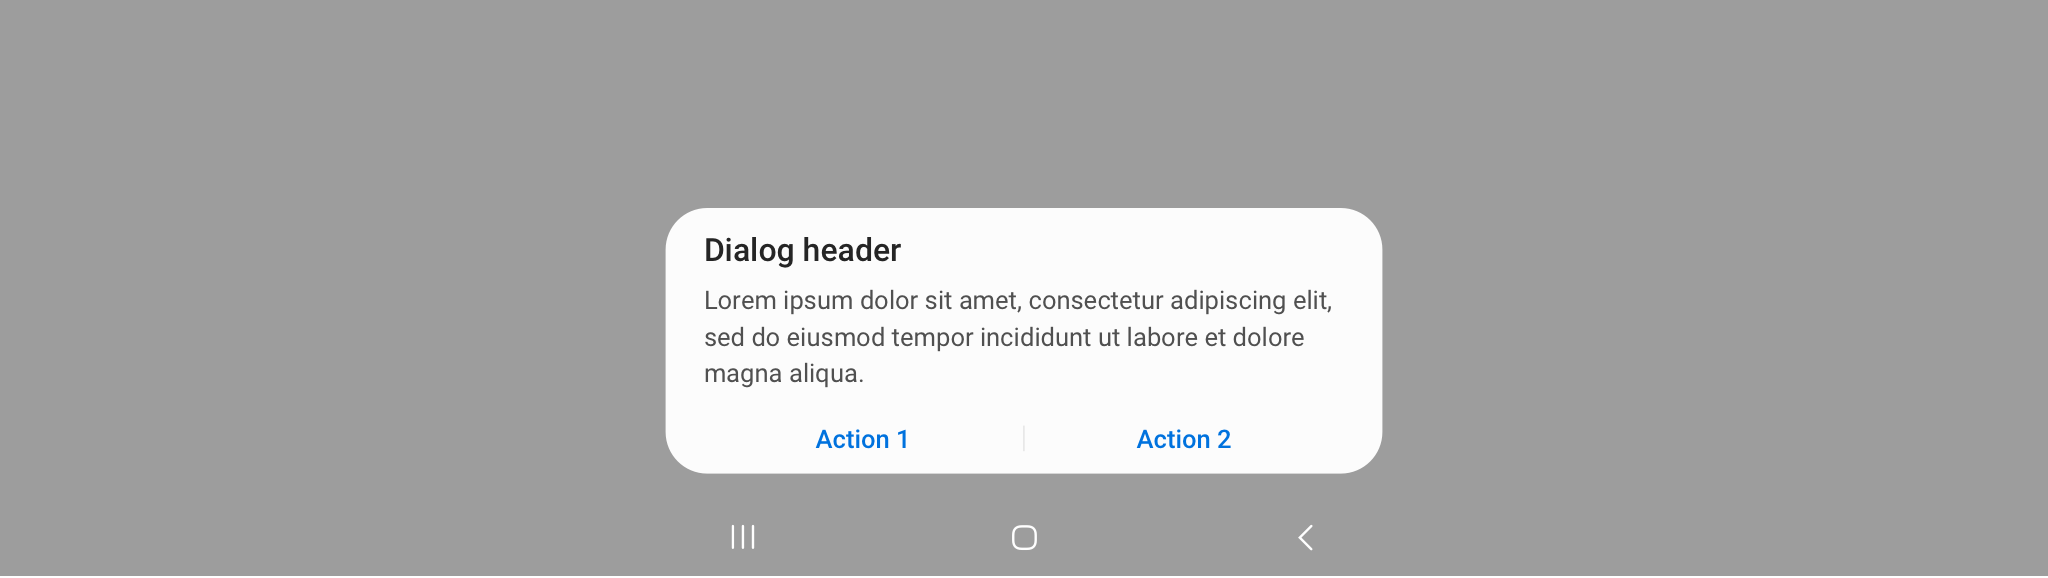 Dialog header
Lorem ipsum dolor sit amet, consectetur adipiscing elit,
sed do eiusmod tempor incididunt ut labore et dolore
magna aliqua.
Action 1
Action 2